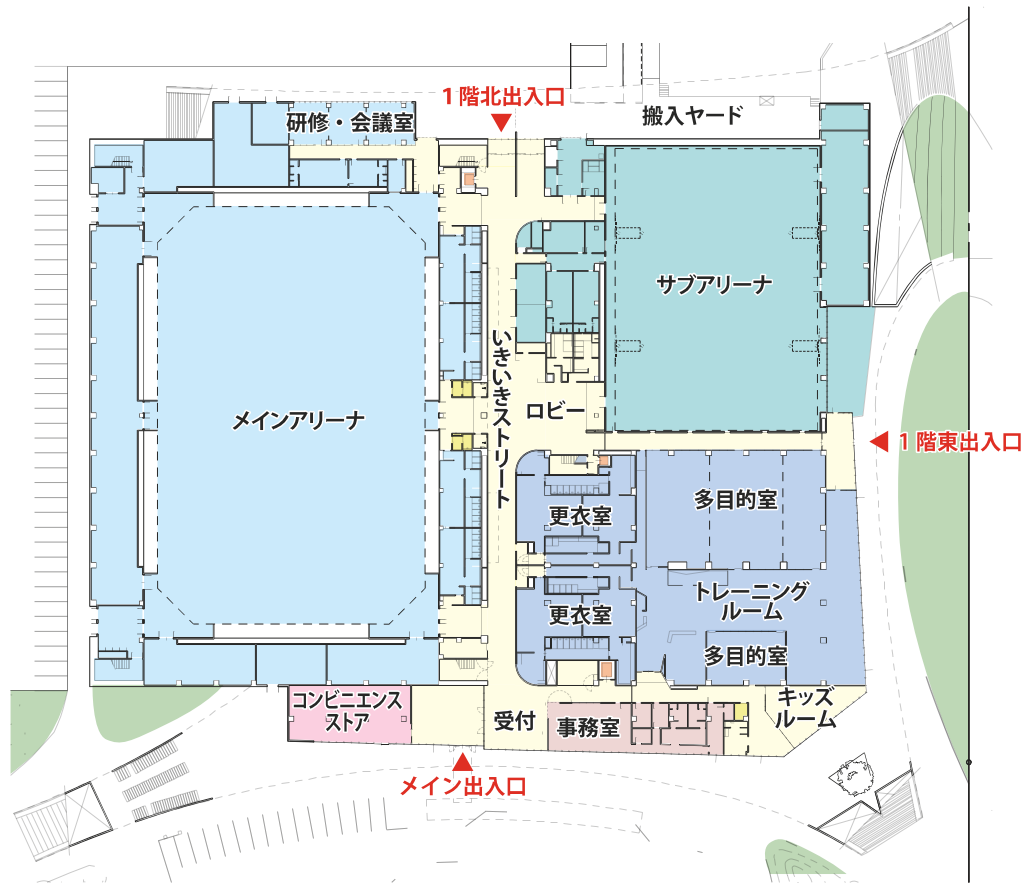 1階北出入口
搬入ヤード
研修・会議室
サブアリーナ
いきいきストリート
ロビー
メインアリーナ
1階東出入口
多目的室
更衣室
トレーニング
ルーム
更衣室
多目的室
コンビニエンス
ストア
キッズ
ルーム
受付
事務室
メイン出入口